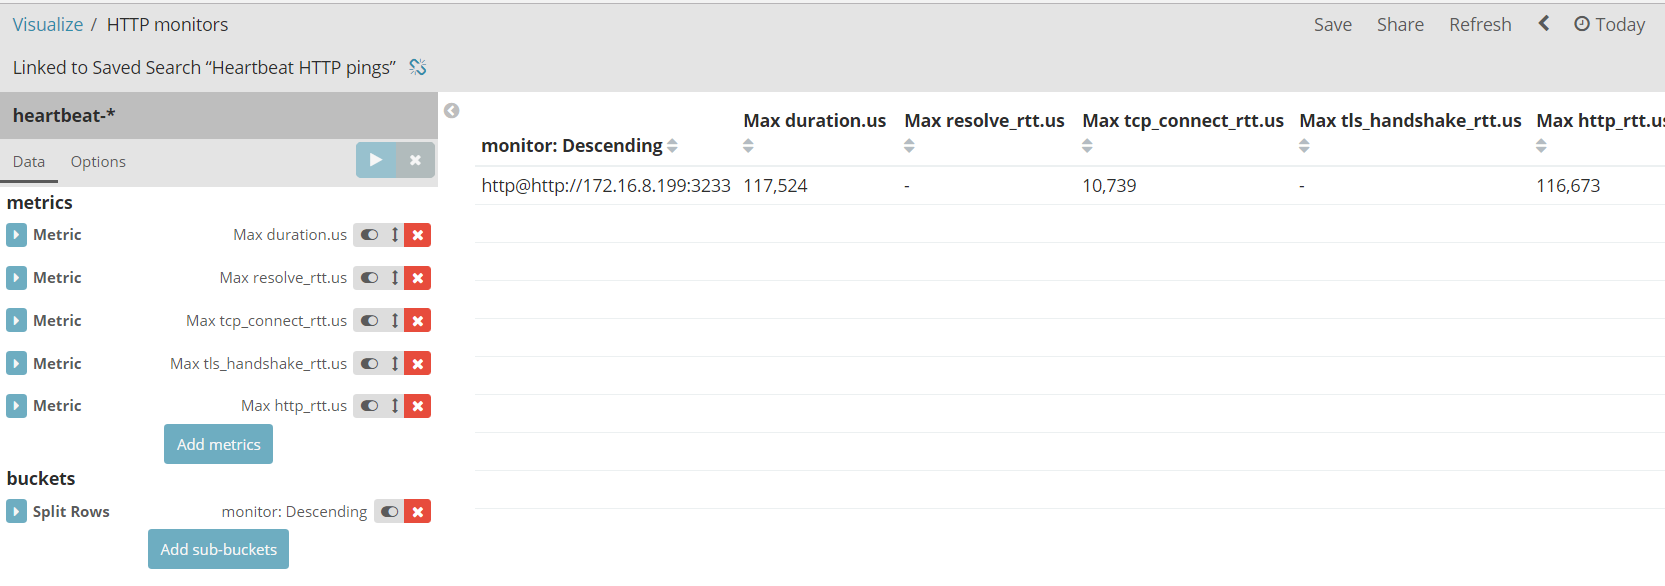 Visualize / HTTP monitors
Save Share Refresh Today
Linked to Saved Search “Heartbeat HTTP pings”
heartbeat-*
Data Options
metrics
Metric Max duration.us
Metric Max resolve_rtt.us
Metric Max tcp_connect_rtt.us
Metric Max tls_handshake_rtt.us
Metric Max http_rtt.us
Add metrics
buckets
Split Rows monitor: Descending
Add sub-buckets
monitor: Descending Max duration.us Max resolve_rtt.us Max tcp_connect_rtt.us Max tls_handshake_rtt.us Max http_rtt.us
http@http://172.16.8.199:3233 117,524 - 10,739 - 116,673